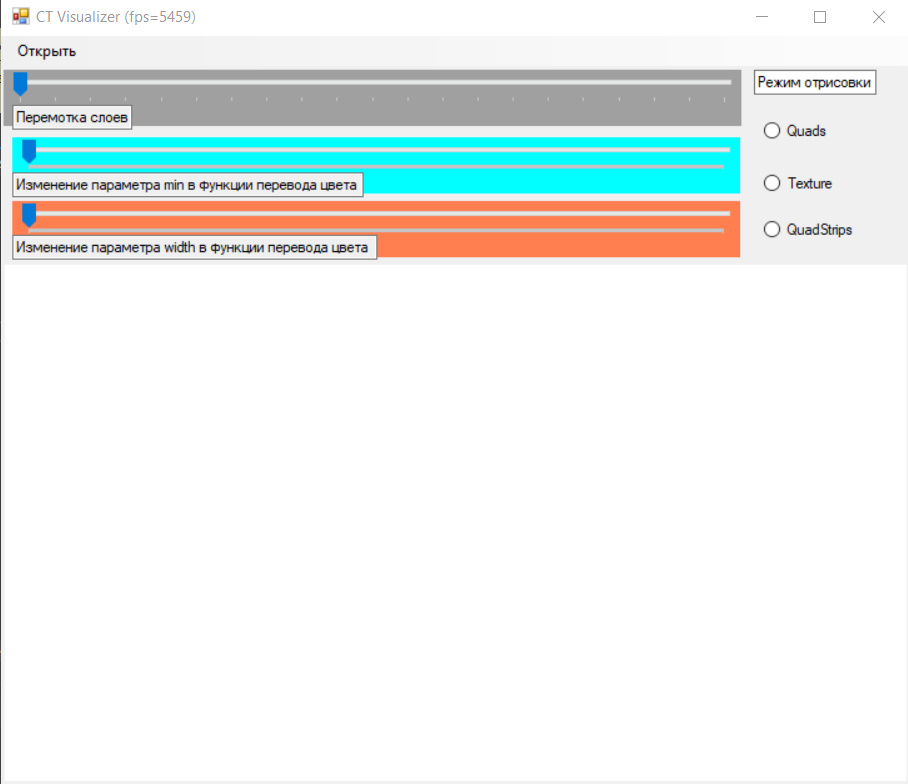 CT Visualizer (fps=5459)
Открыть
Перемотка слоев
Изменение параметра min в функции перевода цвета
Изменение параметра width в функции перевода цвета
Режим отрисовки
Quads
Texture
QuadStrips